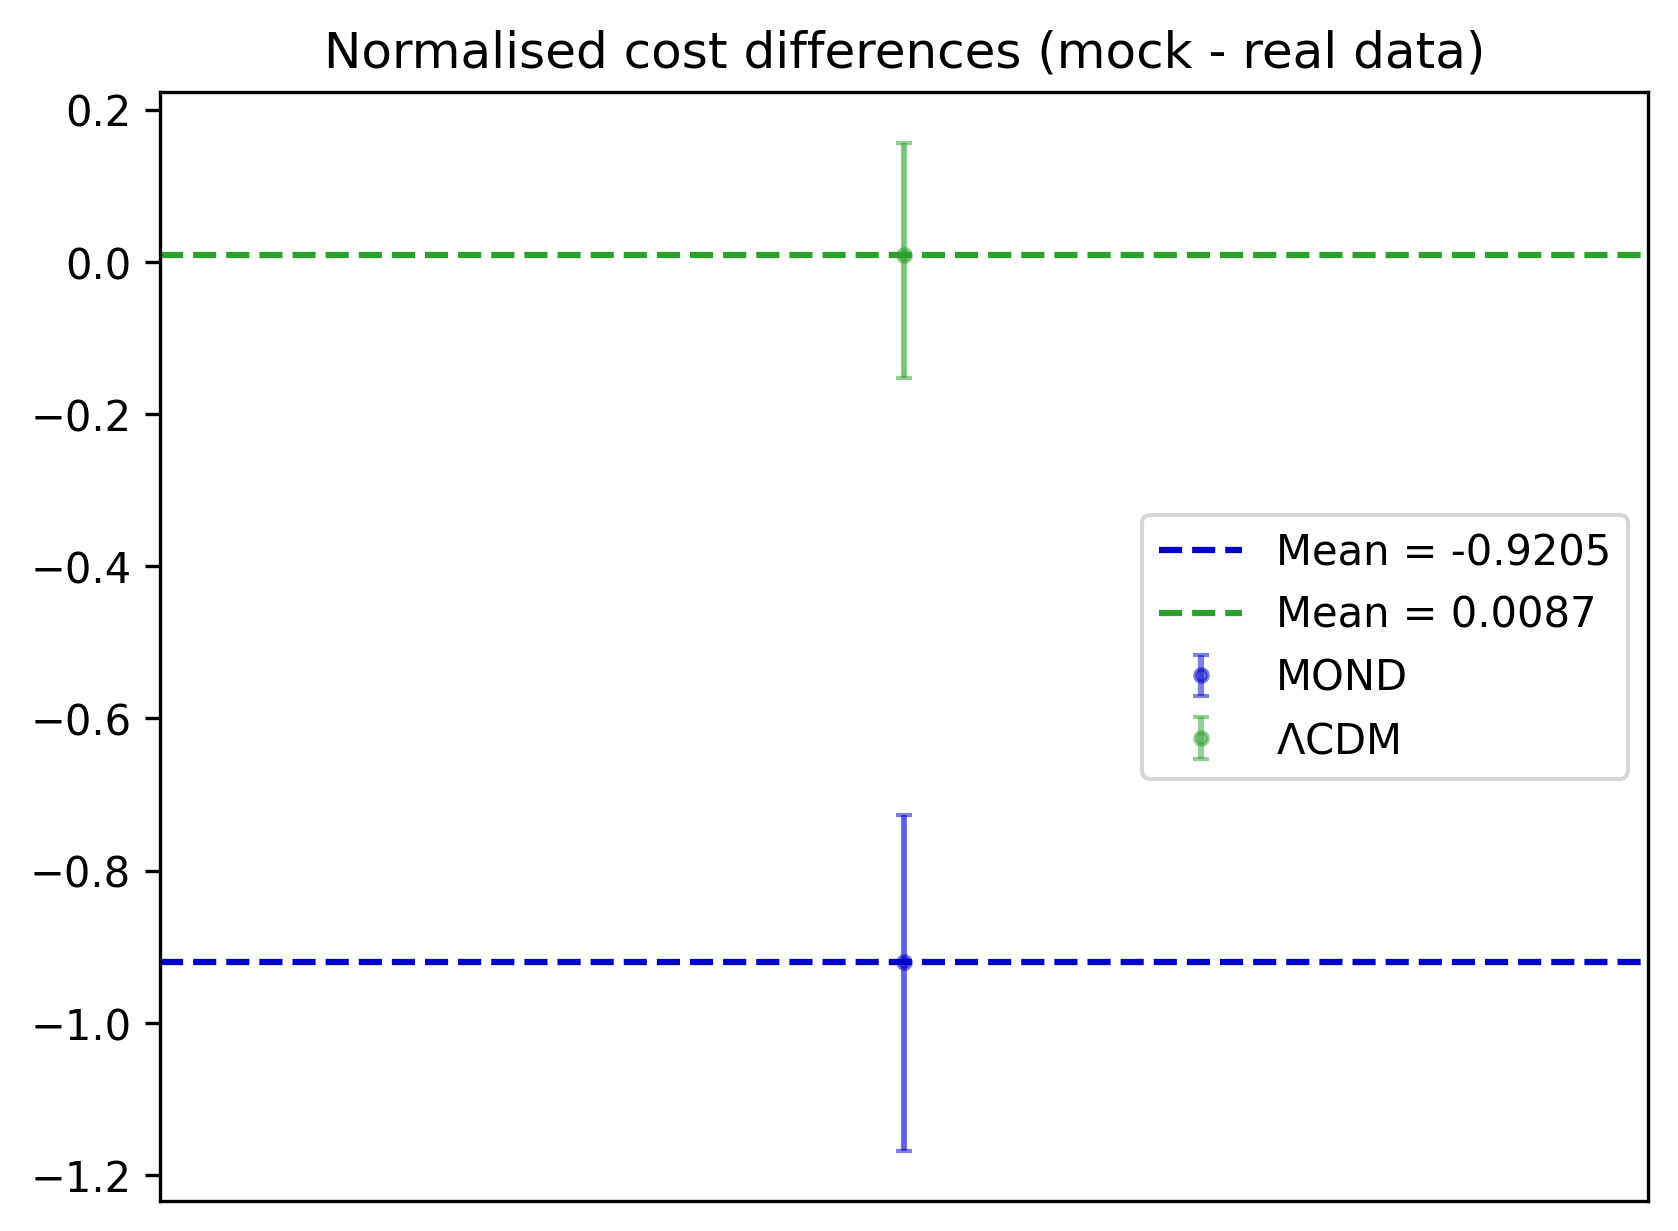 Normalised cost differences (mock - real data)
0.2
0.0
−0.2
−0.4
−0.6
−0.8
−1.0
−1.2
Mean = -0.9205
Mean = 0.0087
MOND
ΛCDM